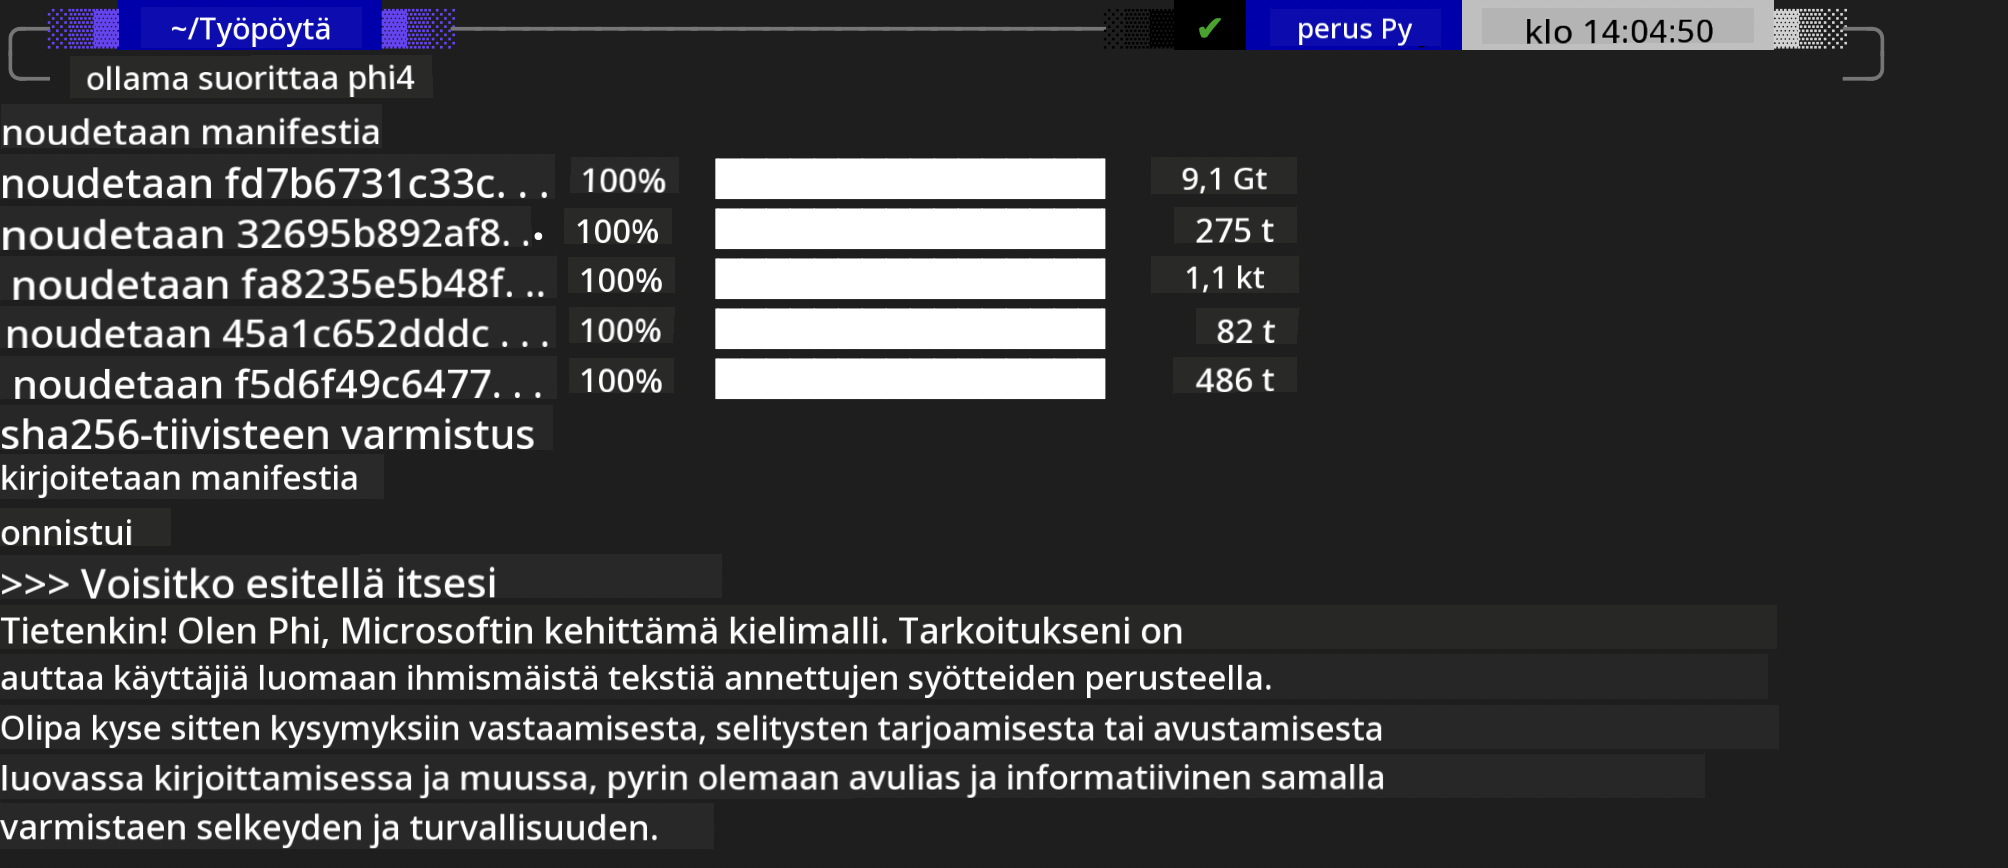 ~/Työpöytä ✔ perus Py klo 14:04:50
ollama suorittaa phi4
noudetaan manifestia
noudetaan fd7b6731c33c. . . 100% 9,1 Gt
noudetaan 32695b892af8. . . 100% 275 t
noudetaan fa8235e5b48f. .. 100% 1,1 kt
noudetaan 45a1c652dddc . . . 100% 82 t
noudetaan f5d6f49c6477. . . 100% 486 t
sha256-tiivisteen varmistus
kirjoitetaan manifestia
onnistui
>>> Voisitko esitellä itsesi
Tietenkin! Olen Phi, Microsoftin kehittämä kielimalli. Tarkoitukseni on
auttaa käyttäjiä luomaan ihmismäistä tekstiä annettujen syötteiden perusteella.
Olipa kyse sitten kysymyksiin vastaamisesta, selitysten tarjoamisesta tai avustamisesta
luovassa kirjoittamisessa ja muussa, pyrin olemaan avulias ja informatiivinen samalla
varmistaen selkeyden ja turvallisuuden.